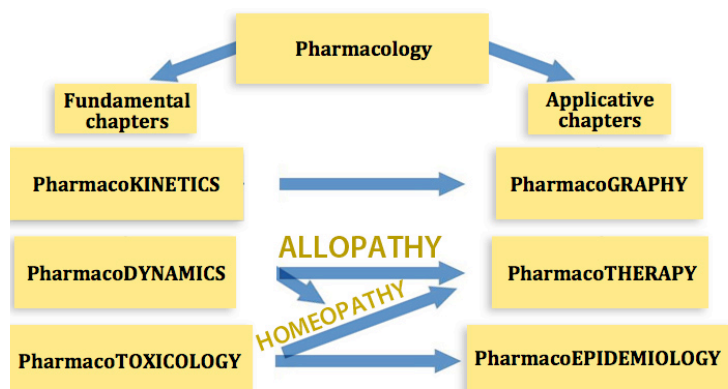 Pharmacology
Fundamental
chapters
Applicative
chapters
PharmacoKINETICS
PharmacoGRAPHY
ALLOPATHY
PharmacoDYNAMICS
PharmacoTHERAPY
HOMEOPATHY
PharmacoTOXICOLOGY
PharmacoEPIDEMIOLOGY